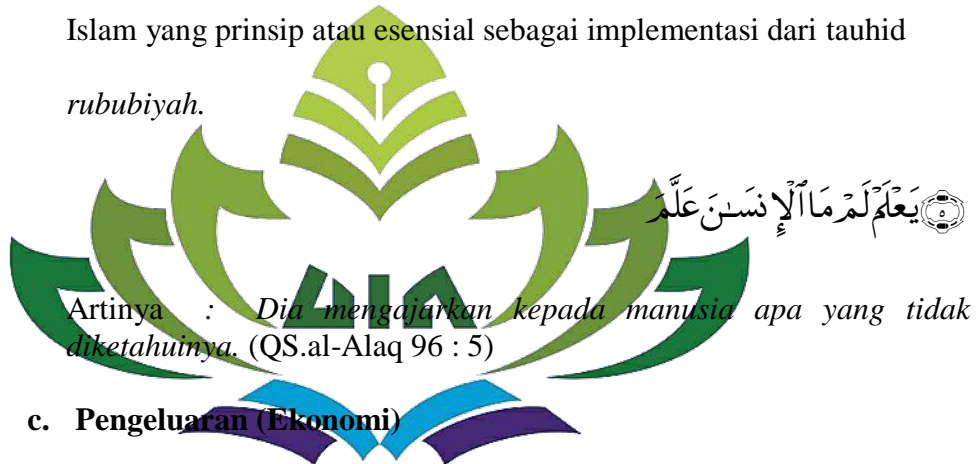 Islam yang prinsip atau esensial sebagai implementasi dari tauhid
rububiyah.
۝٥ يَعْلَمْ لَمْ مَا ٱلْإِنسَـٰنَ عَلَّمَ
UIN
Artinya : Dia mengajarkan kepada manusia apa yang tidak
diketahuinya. (QS.al-Alaq 96 : 5)
c. Pengeluaran (Ekonomi)